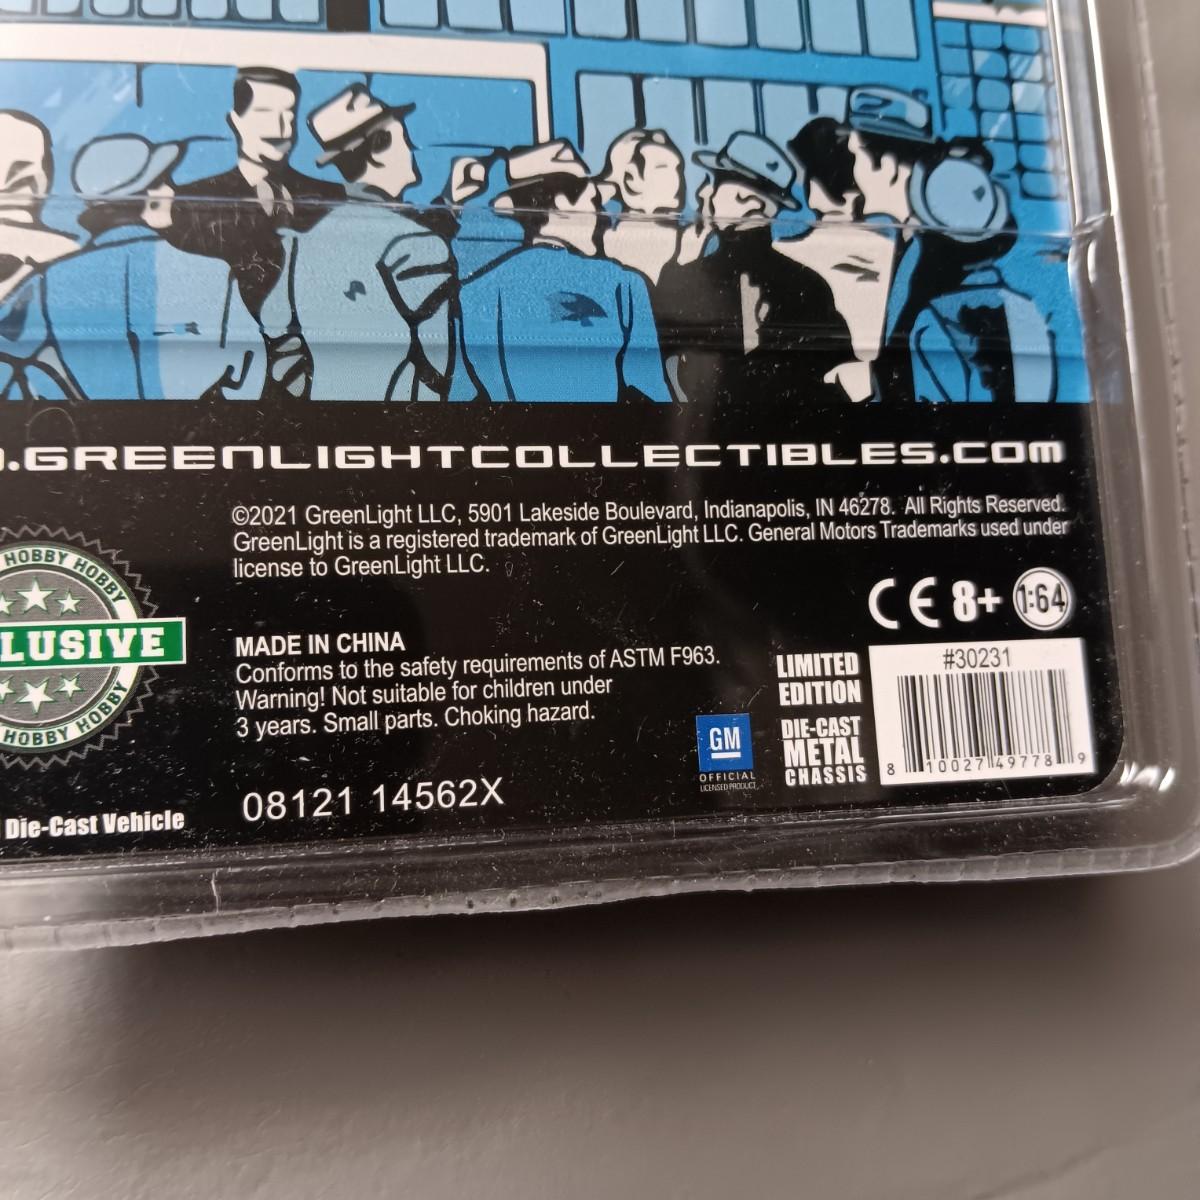 .GREENLIGHTCOLLECTIBLES.COM
©2021 GreenLight LLC, 5901 Lakeside Boulevard, Indianapolis, IN 46278. All Rights Reserved.
GreenLight is a registered trademark of GreenLight LLC. General Motors Trademarks used under
license to GreenLight LLC.
HOBBY HOBBY
LUSIVE
HOBBY HOBBY
CE 8+ 1:64
MADE IN CHINA
Conforms to the safety requirements of ASTM F963.
Warning! Not suitable for children under
3 years. Small parts. Choking hazard.
08121 14562X
Die-Cast Vehicle
GM
OFFICIAL
LICENSED PRODUCT
LIMITED
EDITION
DIE-CAST
METAL
CHASSIS
#30231
8 10027 49778 9